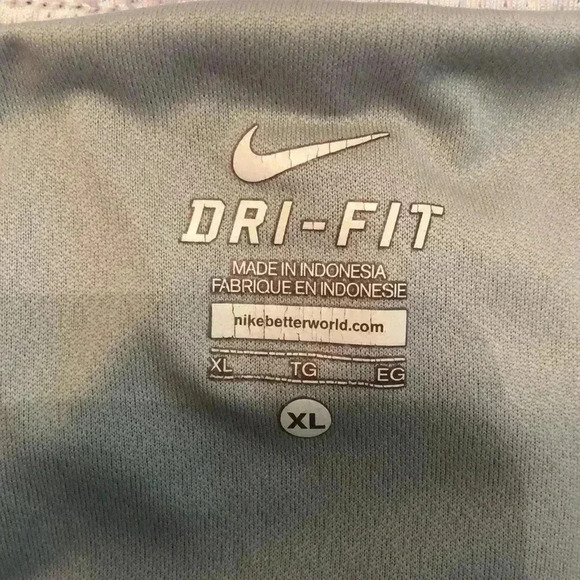 DRI-FIT
MADE IN INDONESIA
FABRIQUE EN INDONESIE
nikebetterworld.com
XL TG EG
XL